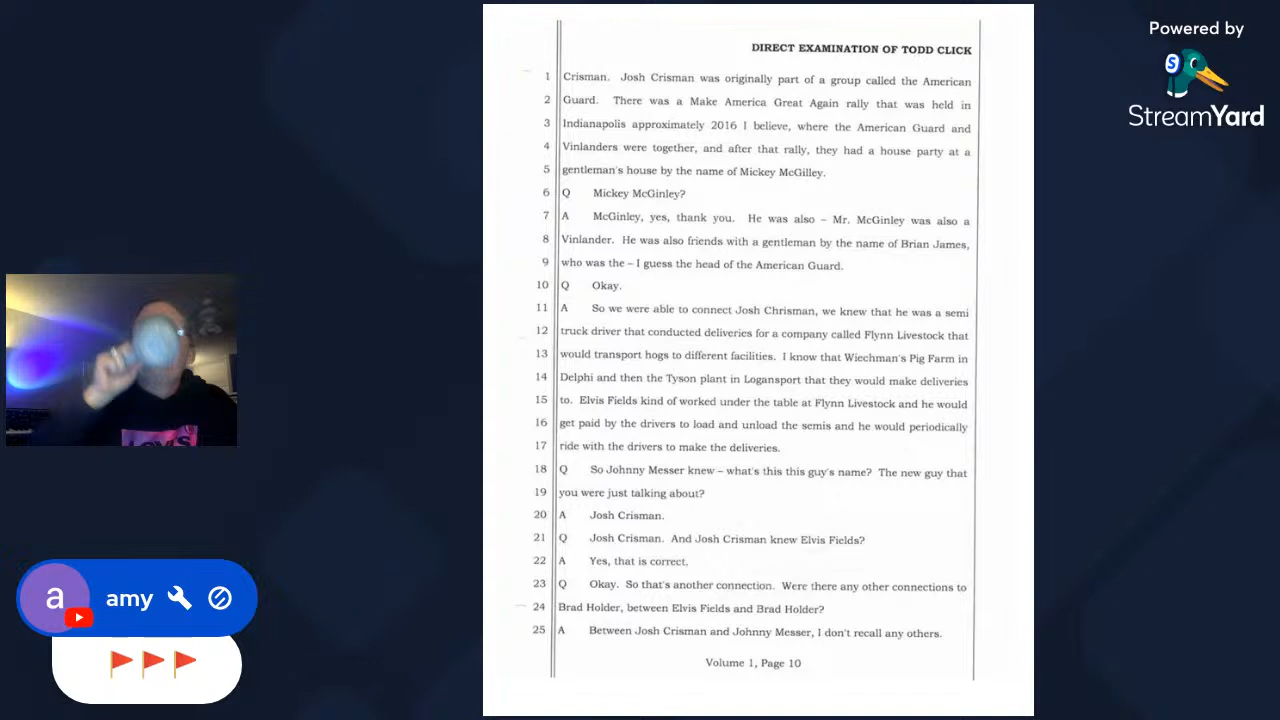 DIRECT EXAMINATION OF TODD CLICK
1 Crisman. Josh Crisman was originally part of a group called the American
2 Guard. There was a Make America Great Again rally that was held in
3 Indianapolis approximately 2016 I believe, where the American Guard and
4 Vinlanders were together, and after that rally, they had a house party at a
5 gentleman's house by the name of Mickey McGilley.
6 Q Mickey McGinley?
7 A McGinley, yes, thank you. He was also – Mr. McGinley was also a
8 Vinlander. He was also friends with a gentleman by the name of Brian James,
9 who was the – I guess the head of the American Guard.
10 Q Okay.
11 A So we were able to connect Josh Chrisman, we knew that he was a semi
12 truck driver that conducted deliveries for a company called Flynn Livestock that
13 would transport hogs to different facilities. I know that Wiechman's Pig Farm in
14 Delphi and then the Tyson plant in Logansport that they would make deliveries
15 to. Elvis Fields kind of worked under the table at Flynn Livestock and he would
16 get paid by the drivers to load and unload the semis and he would periodically
17 ride with the drivers to make the deliveries.
18 Q So Johnny Messer knew – what's this this guy's name? The new guy that
19 you were just talking about?
20 A Josh Crisman.
21 Q Josh Crisman. And Josh Crisman knew Elvis Fields?
22 A Yes, that is correct.
23 Q Okay. So that's another connection. Were there any other connections to
24 Brad Holder, between Elvis Fields and Brad Holder?
25 A Between Josh Crisman and Johnny Messer, I don't recall any others.
Volume 1, Page 10
Powered by
S
StreamYard
a amy